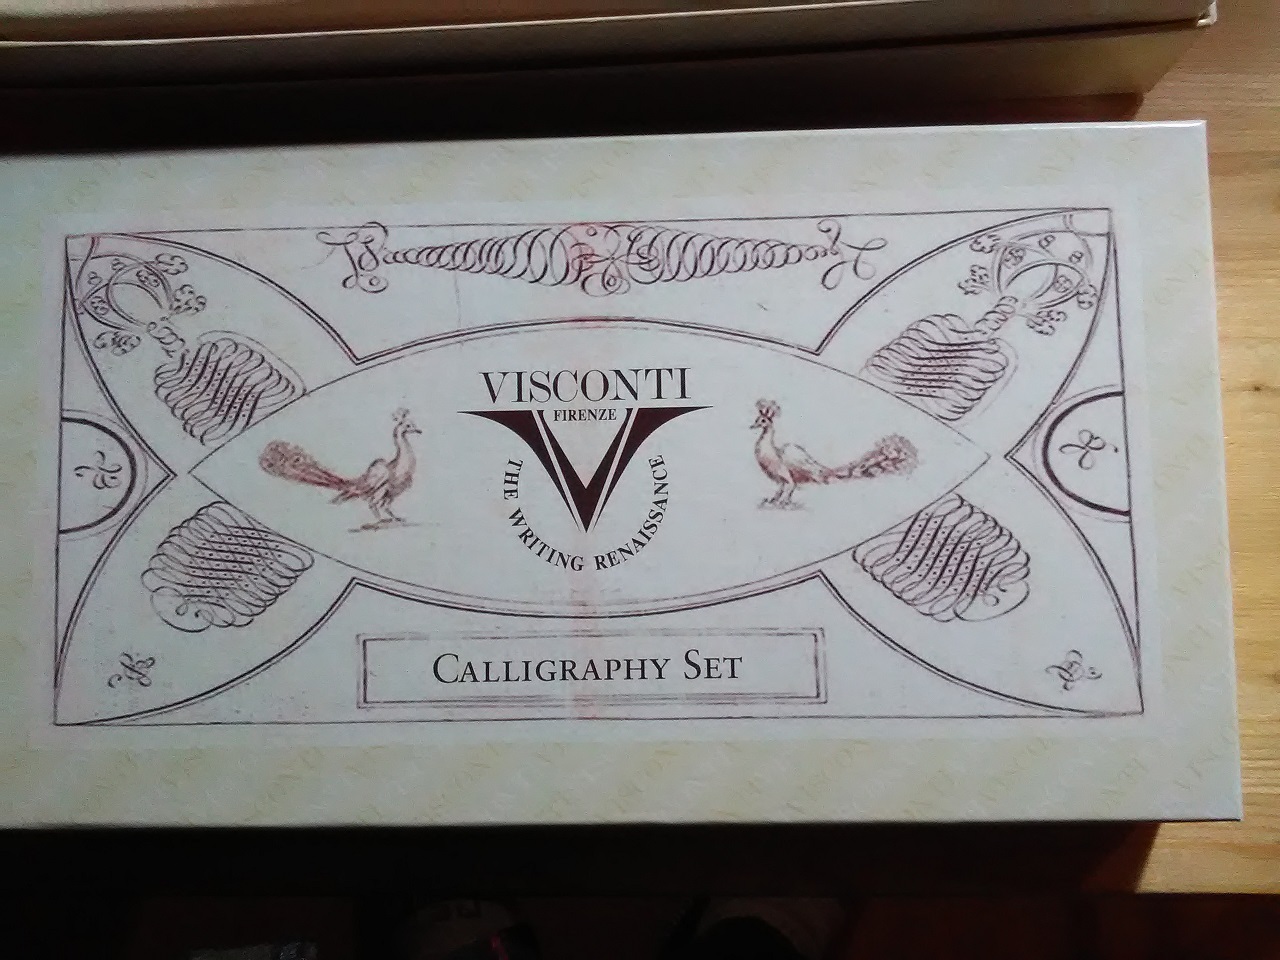 VISCONTI
FIRENZE
THE WRITING RENAISSANCE
CALLIGRAPHY SET